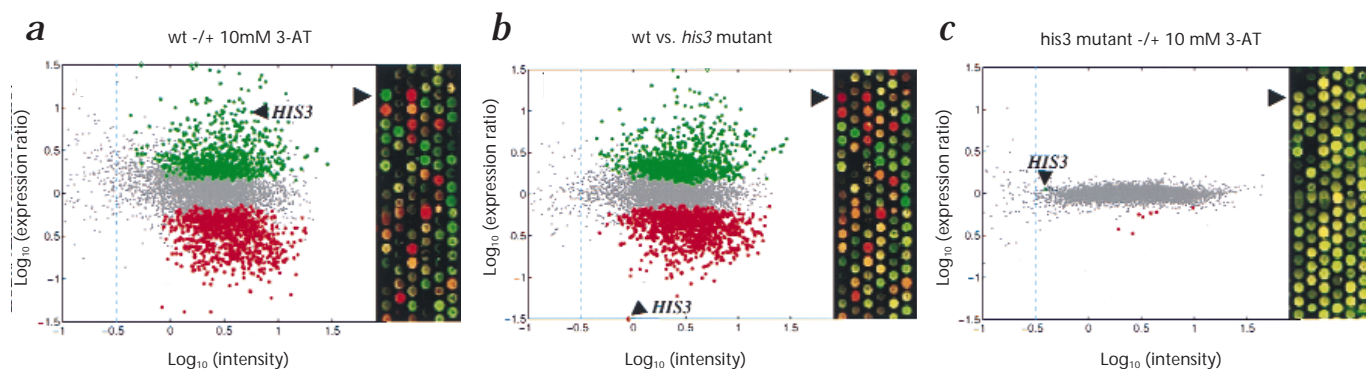 a
wt -/+ 10mM 3-AT
Log₁₀ (expression ratio)
1.5
1
0.5
0
0.5
−1
−1.5
HIS3
−1
−0.5
0
0.5
1
1.5
Log₁₀ (intensity)
b
wt vs. his3 mutant
Log₁₀ (expression ratio)
1.5
1
0.5
0
0.5
−1
−1.5
HIS3
−1
−0.5
0
0.5
1
1.5
Log₁₀ (intensity)
c
his3 mutant -/+ 10 mM 3-AT
Log₁₀ (expression ratio)
1.5
1
0.5
0
0.5
−1
−1.5
HIS3
−1
−0.5
0
0.5
1
1.5
Log₁₀ (intensity)